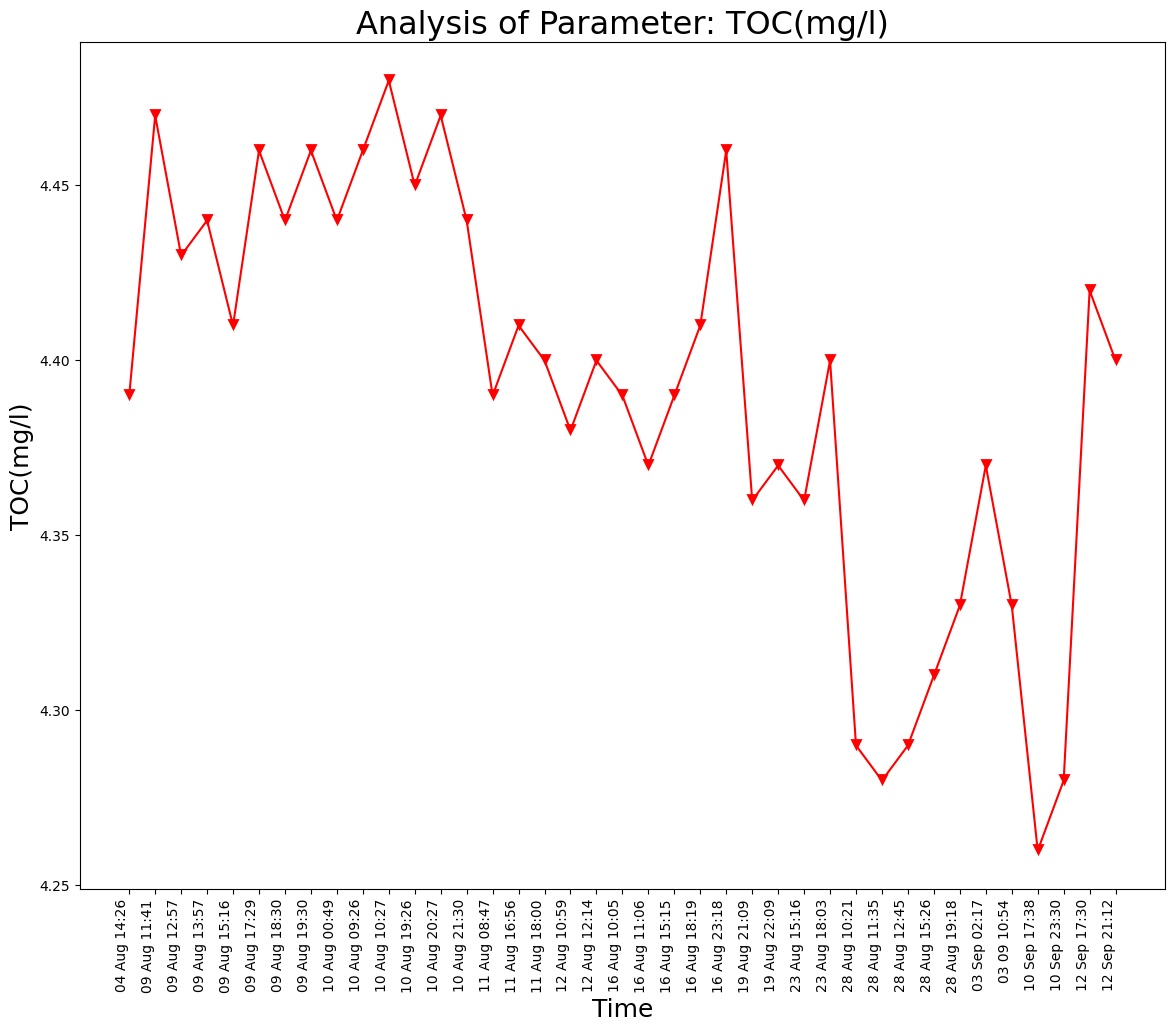 Analysis of Parameter: TOC(mg/l)
TOC(mg/l)
4.45
4.40
4.35
4.30
4.25
04 Aug 14:26
09 Aug 11:41
09 Aug 12:57
09 Aug 13:57
09 Aug 15:16
09 Aug 17:29
09 Aug 18:30
09 Aug 19:30
10 Aug 00:49
10 Aug 09:26
10 Aug 10:27
10 Aug 19:26
10 Aug 20:27
10 Aug 21:30
11 Aug 08:47
11 Aug 16:56
11 Aug 18:00
12 Aug 10:59
12 Aug 12:14
16 Aug 10:05
16 Aug 11:06
16 Aug 15:15
16 Aug 18:19
16 Aug 23:18
19 Aug 21:09
19 Aug 22:09
23 Aug 15:16
23 Aug 18:03
28 Aug 10:21
28 Aug 11:35
28 Aug 12:45
28 Aug 15:26
28 Aug 19:18
03 Sep 02:17
03 09 10:54
10 Sep 17:38
10 Sep 23:30
12 Sep 17:30
12 Sep 21:12
Time